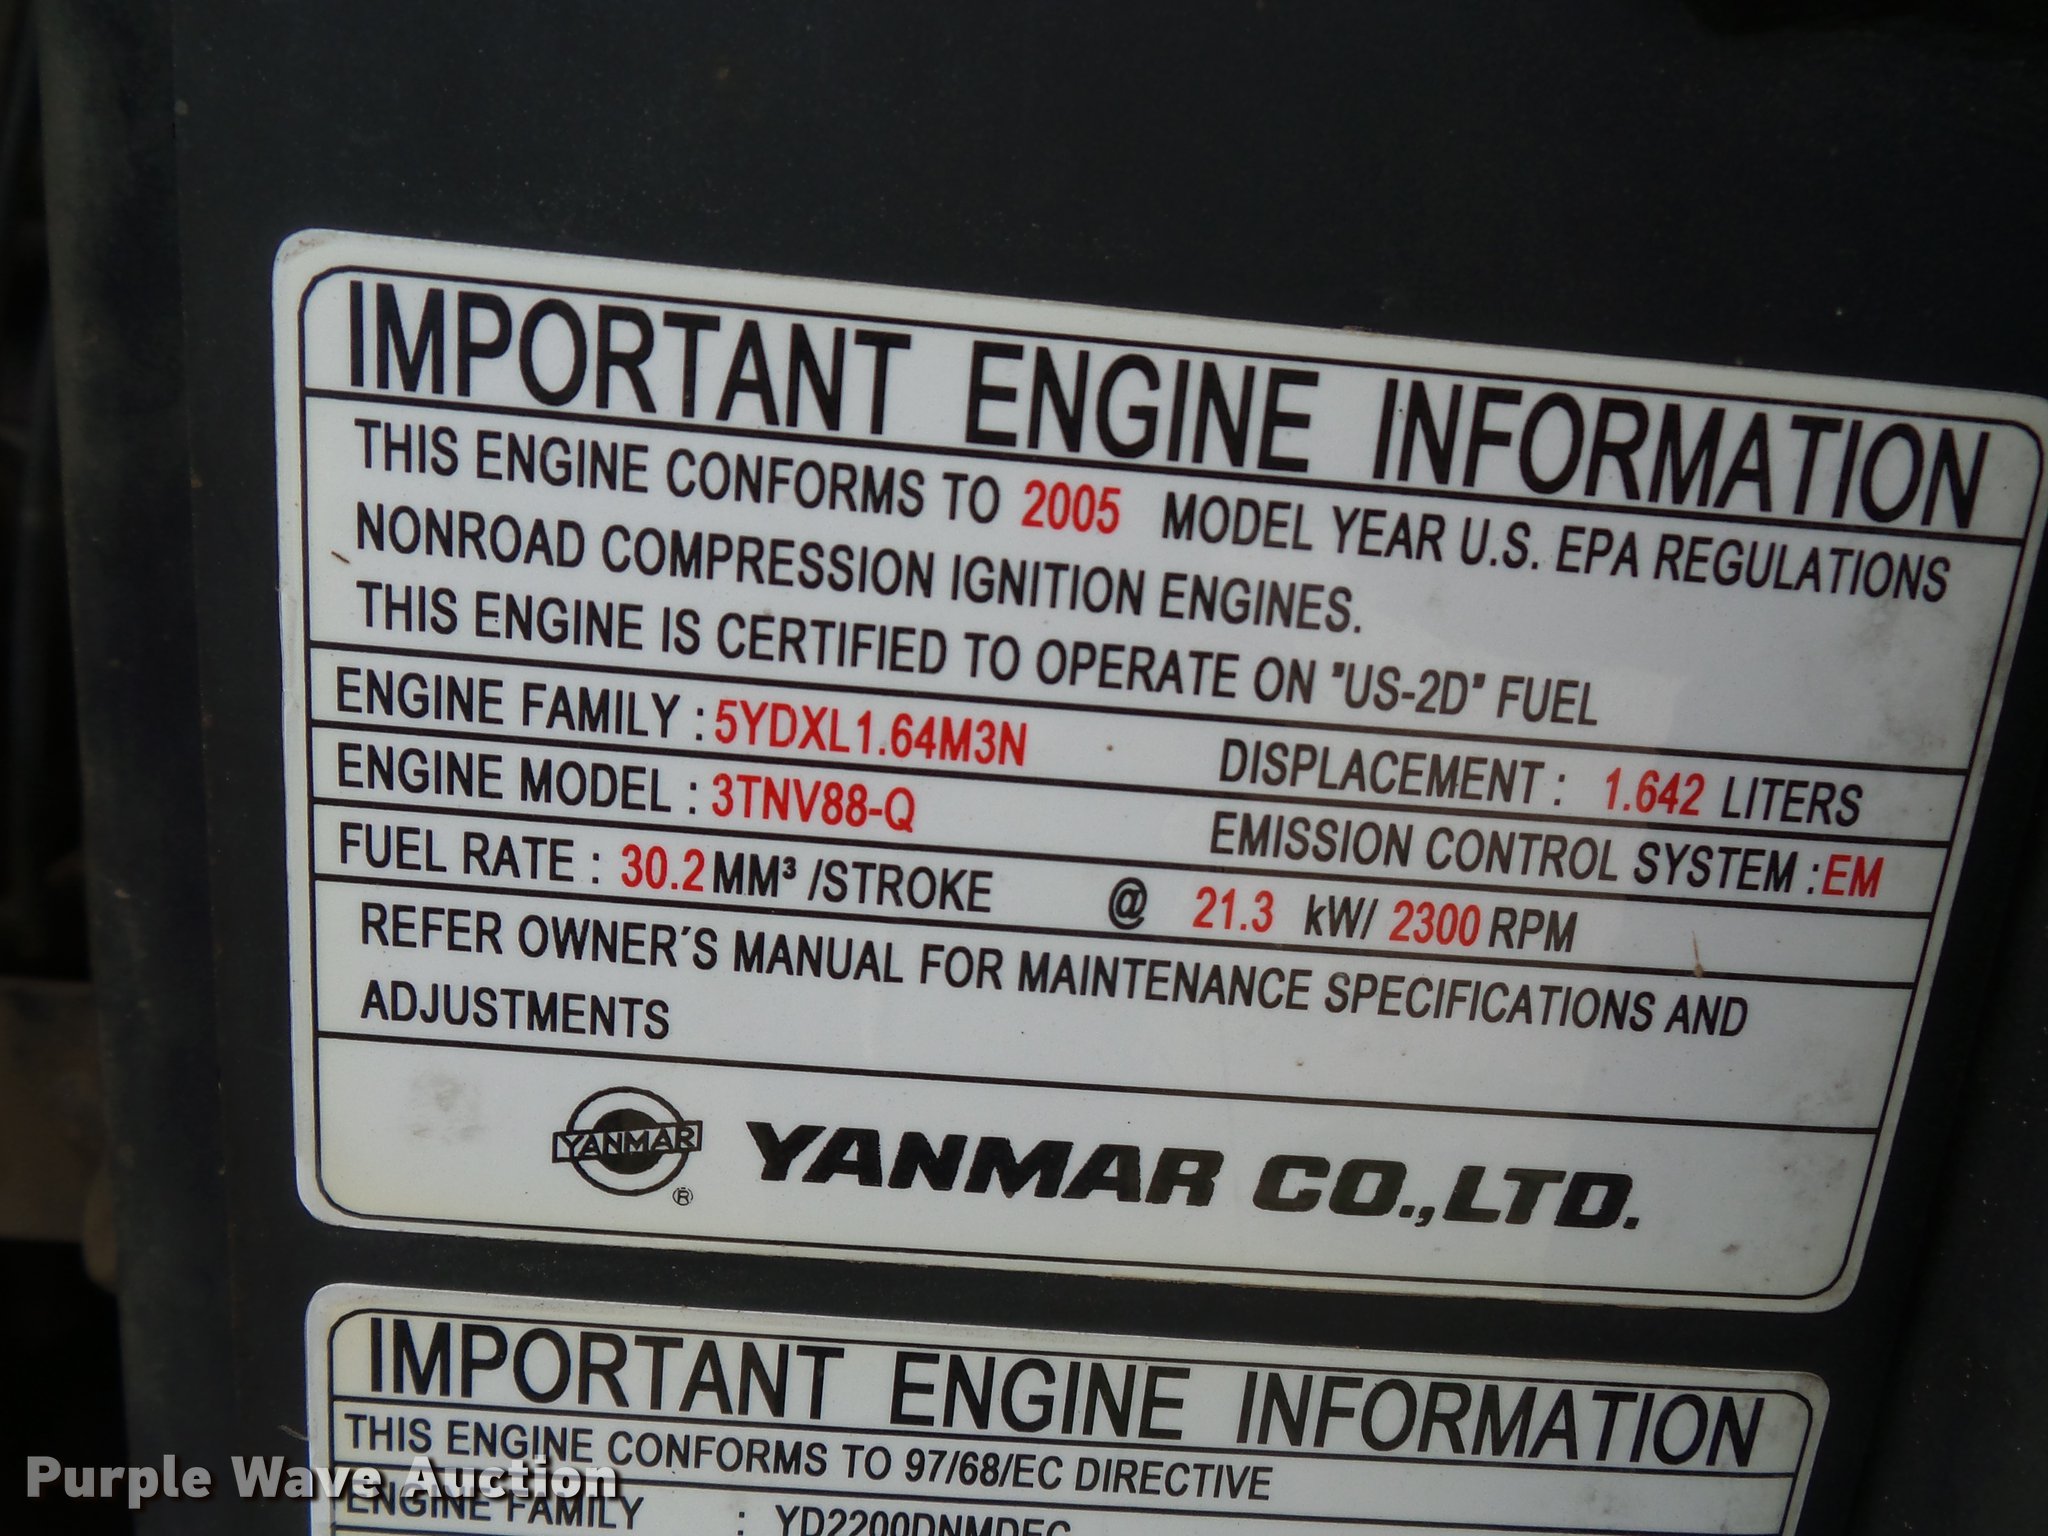 IMPORTANT ENGINE INFORMATION
THIS ENGINE CONFORMS TO 2005 MODEL YEAR U.S. EPA REGULATIONS
NONROAD COMPRESSION IGNITION ENGINES.
THIS ENGINE IS CERTIFIED TO OPERATE ON "US-2D" FUEL
ENGINE FAMILY : 5YDXL1.64M3N DISPLACEMENT : 1.642 LITERS
ENGINE MODEL : 3TNV88-Q EMISSION CONTROL SYSTEM : EM
FUEL RATE : 30.2 MM³ /STROKE @ 21.3 kW/ 2300 RPM
REFER OWNER´S MANUAL FOR MAINTENANCE SPECIFICATIONS AND
ADJUSTMENTS
YANMAR ® YANMAR CO.,LTD.
IMPORTANT ENGINE INFORMATION
THIS ENGINE CONFORMS TO 97/68/EC DIRECTIVE
Purple Wave Auction
ENGINE FAMILY :